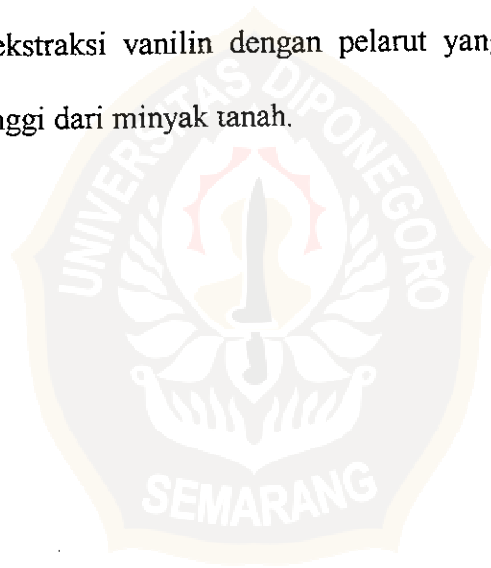 ekstraksi vanilin dengan pelarut yang
nggi dari minyak tanah.
UNIVERSITAS DIPONEGORO
SEMARANG